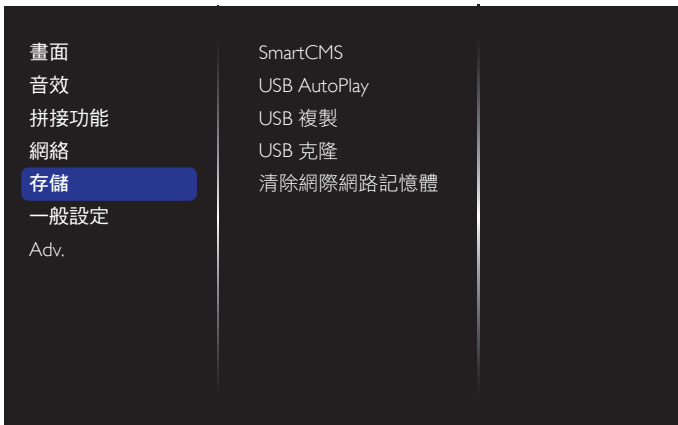 畫面
音效
拼接功能
網絡
存儲
一般設定
Adv.
SmartCMS
USB AutoPlay
USB 複製
USB 克隆
清除網際網路記憶體